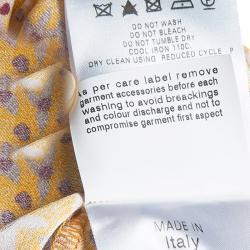 DO NOT WASH
DO NOT BLEACH
DO NOT TUMBLE DRY
COOL IRON 110C.
DRY CLEAN USING REDUCED CYCLE P
As per care label remove
garment accessories before each
washing to avoid breackings
and colour discharge and not to
compromise garment first aspect
MADE IN
Italy